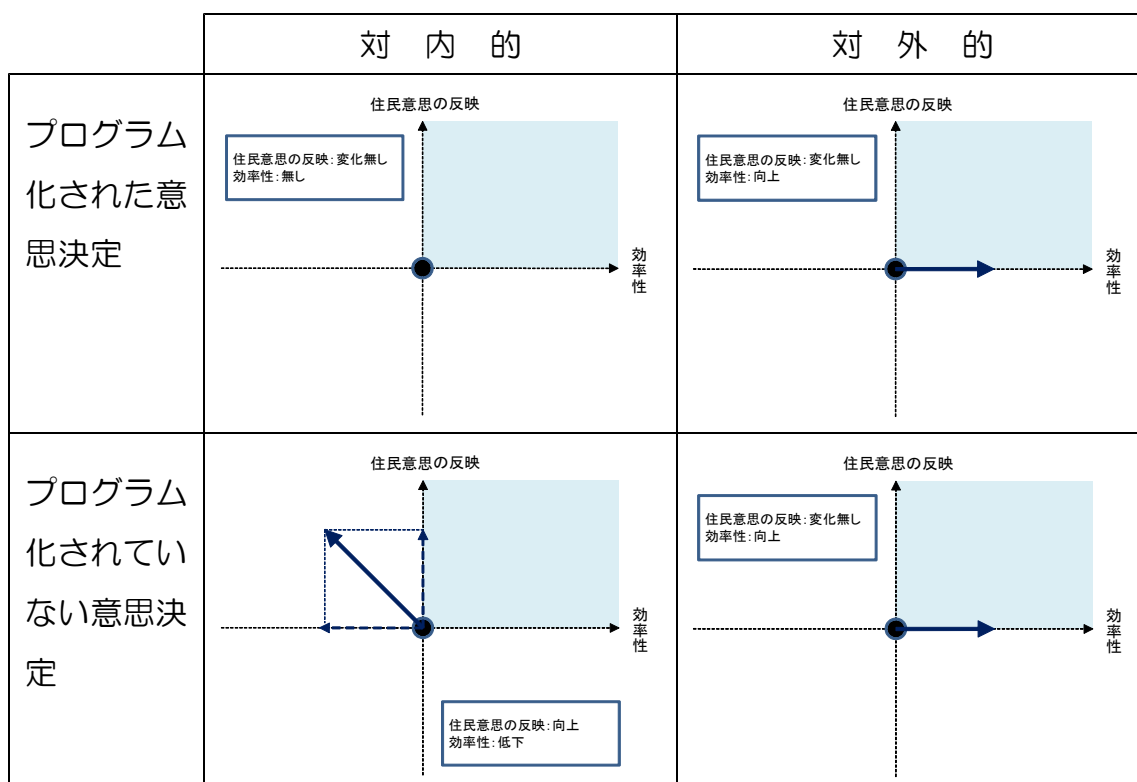 対 内 的
対 外 的
プログラム
化された意
思決定
住民意思の反映
住民意思の反映：変化無し
効率性：無し
効率性
住民意思の反映
住民意思の反映：変化無し
効率性：向上
効率性
プログラム
化されてい
ない意思決
定
住民意思の反映
効率性
住民意思の反映：向上
効率性：低下
住民意思の反映
住民意思の反映：変化無し
効率性：向上
効率性